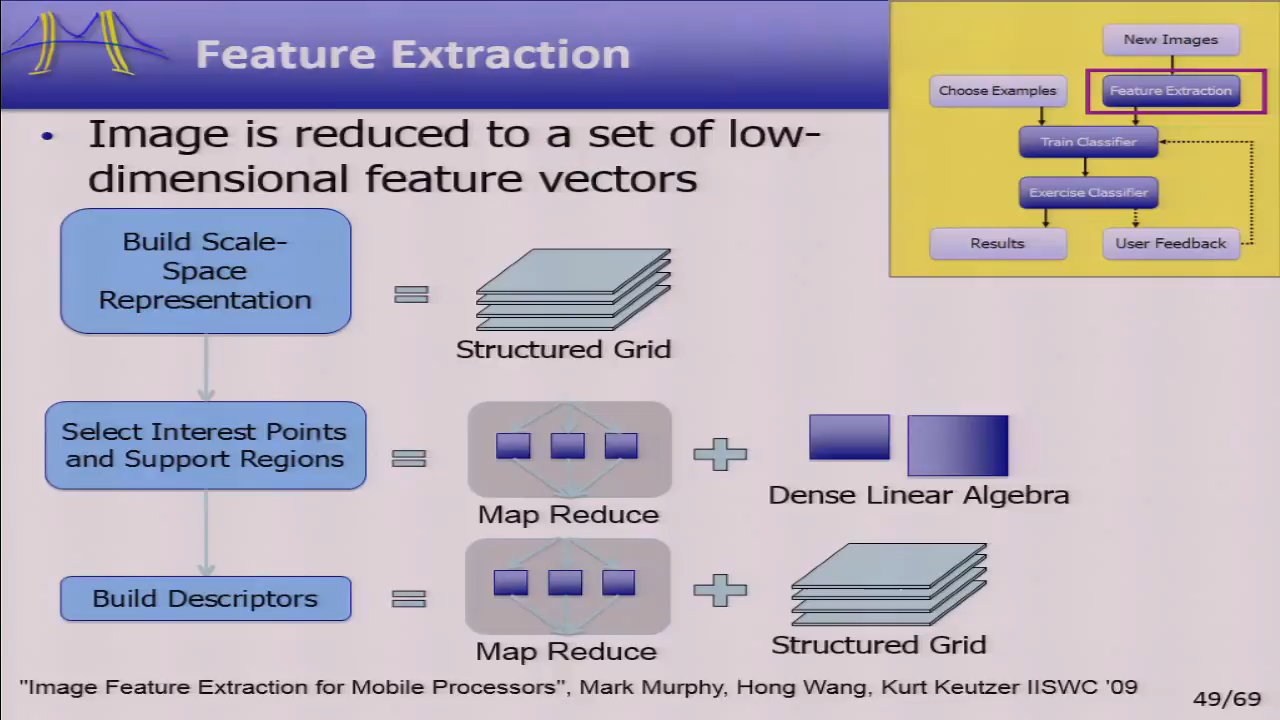 Feature Extraction
New Images
Choose Examples
Feature Extraction
Train Classifier
Exercise Classifier
Results
User Feedback
• Image is reduced to a set of low-
dimensional feature vectors
Build Scale-
Space
Representation
=
Structured Grid
Select Interest Points
and Support Regions
=
Map Reduce
+
Dense Linear Algebra
Build Descriptors
=
Map Reduce
+
Structured Grid
"Image Feature Extraction for Mobile Processors", Mark Murphy, Hong Wang, Kurt Keutzer IISWC '09
49/69